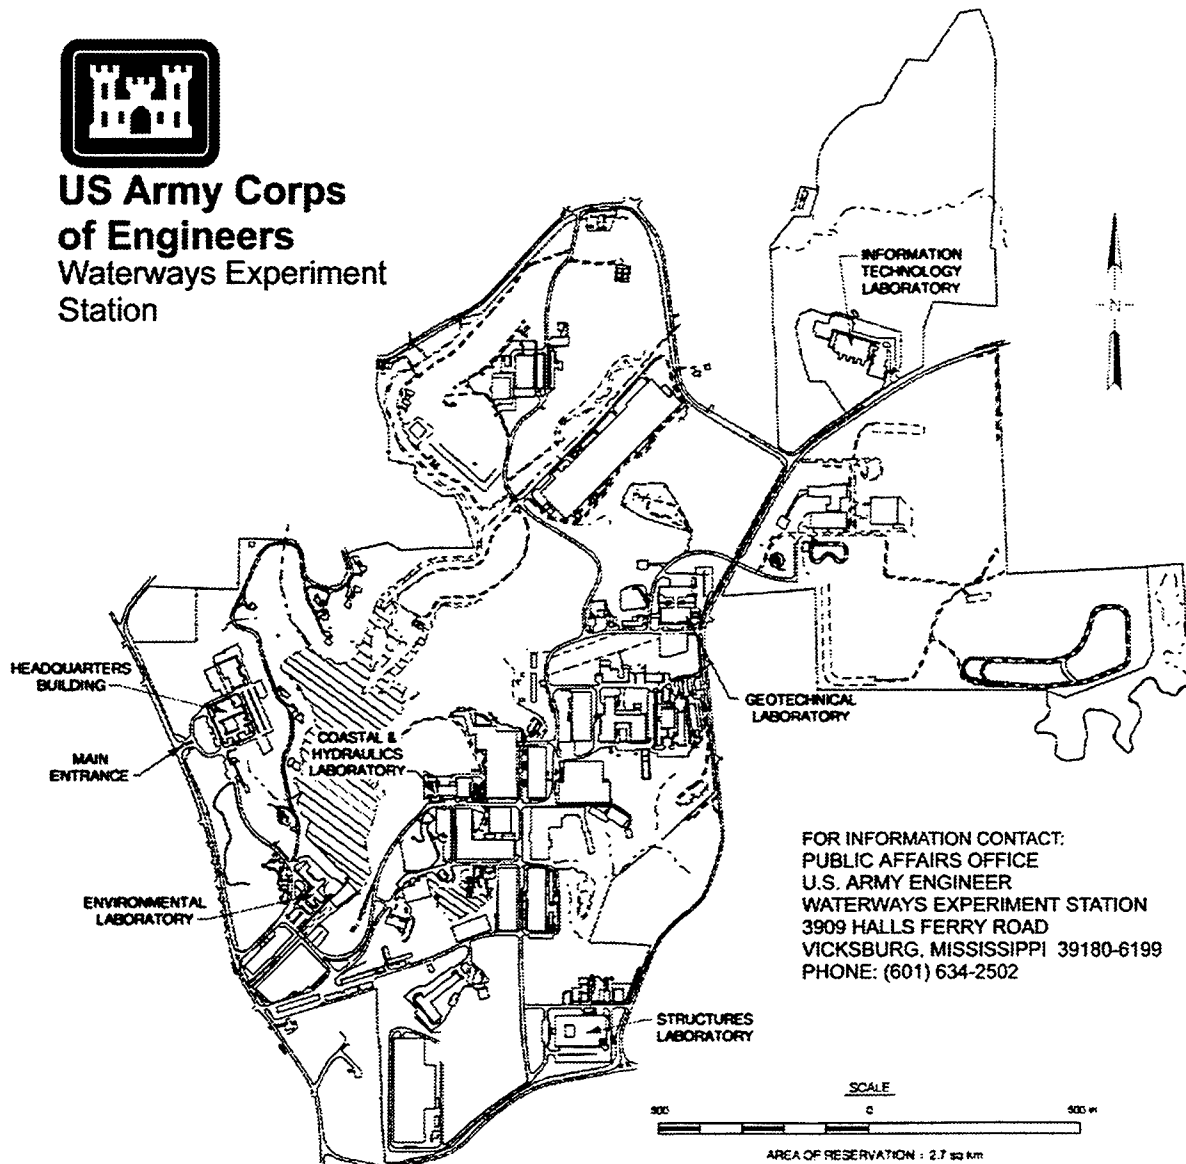 US Army Corps
of Engineers
Waterways Experiment
Station
INFORMATION
TECHNOLOGY
LABORATORY
N
HEADQUARTERS
BUILDING
MAIN
ENTRANCE
COASTAL &
HYDRAULICS
LABORATORY
GEOTECHNICAL
LABORATORY
ENVIRONMENTAL
LABORATORY
STRUCTURES
LABORATORY
FOR INFORMATION CONTACT:
PUBLIC AFFAIRS OFFICE
U.S. ARMY ENGINEER
WATERWAYS EXPERIMENT STATION
3909 HALLS FERRY ROAD
VICKSBURG, MISSISSIPPI 39180-6199
PHONE: (601) 634-2502
SCALE
500 0 500 m
AREA OF RESERVATION : 2.7 sq km